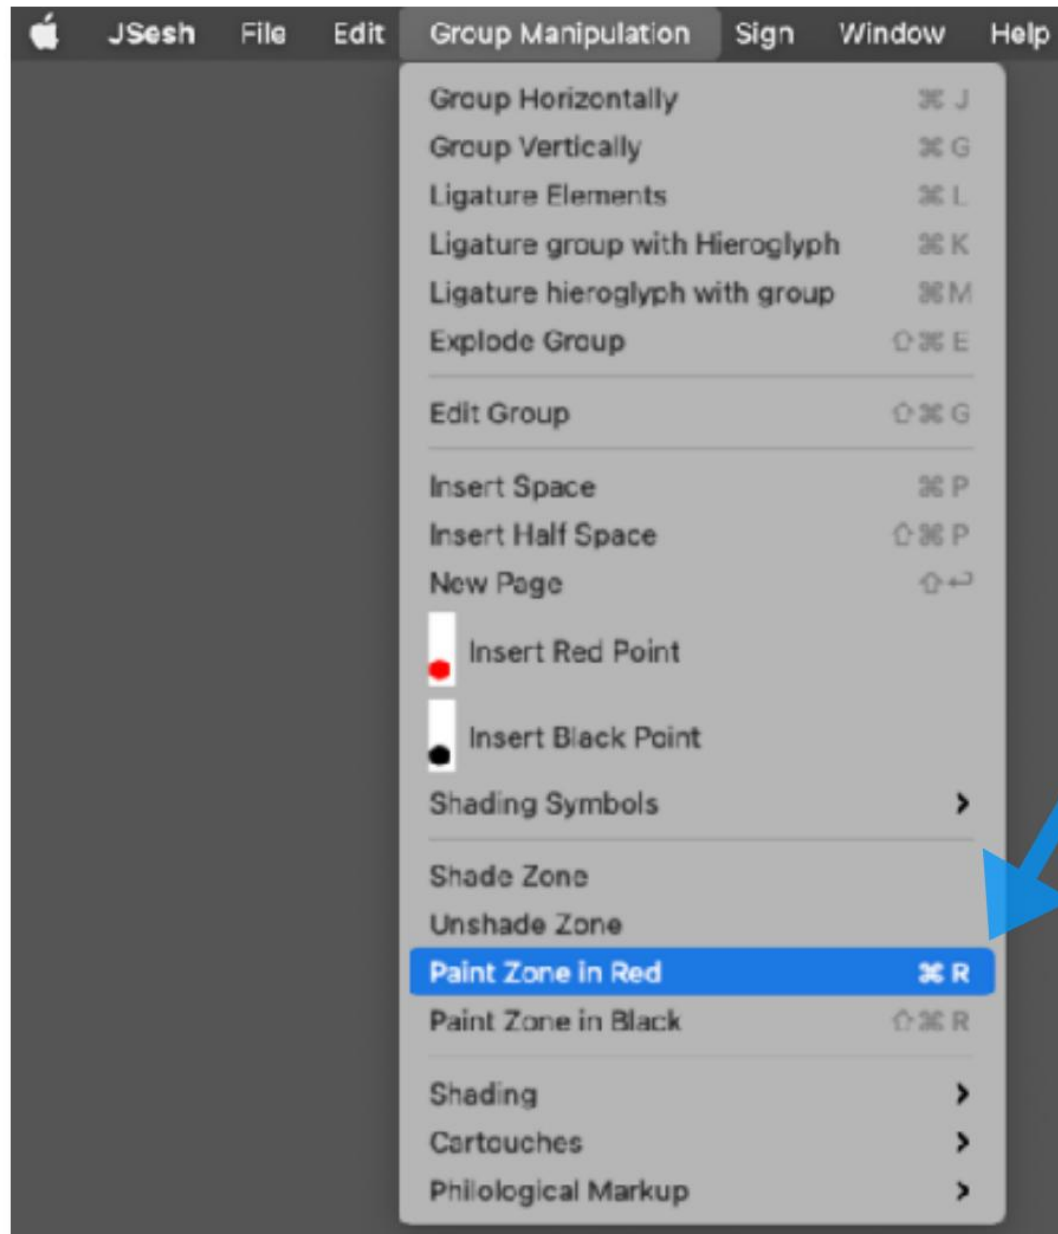 JSesh File Edit Group Manipulation Sign Window Help
Group Horizontally ⌘ J
Group Vertically ⌘ G
Ligature Elements ⌘ L
Ligature group with Hieroglyph ⌘ K
Ligature hieroglyph with group ⌘ M
Explode Group ⇧ ⌘ E
Edit Group ⇧ ⌘ G
Insert Space ⌘ P
Insert Half Space ⇧ ⌘ P
New Page ⇧ ↩
Insert Red Point
Insert Black Point
Shading Symbols
Shade Zone
Unshade Zone
Paint Zone in Red ⌘ R
Paint Zone in Black ⇧ ⌘ R
Shading
Cartouches
Philological Markup